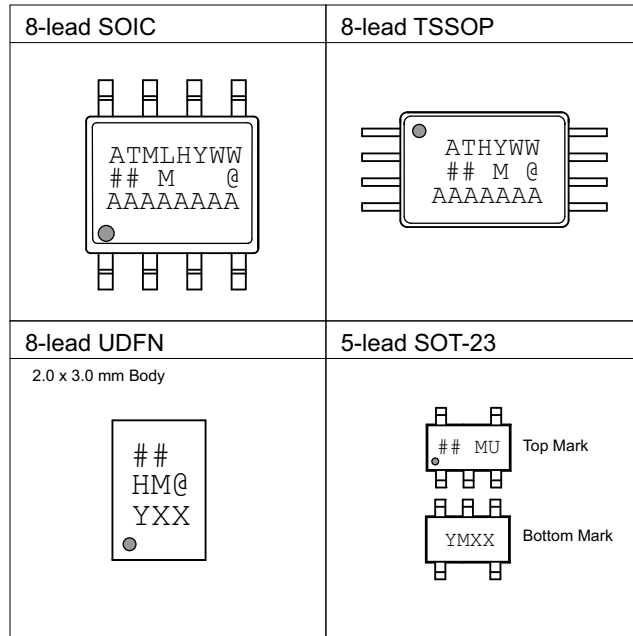 8-lead SOIC
ATMLHYWW
## M @
AAAAAAAA
8-lead TSSOP
ATHYWW
## M @
AAAAAAA
8-lead UDFN
2.0 x 3.0 mm Body
##
HM@
YXX
5-lead SOT-23
## MU
Top Mark
YMXX
Bottom Mark